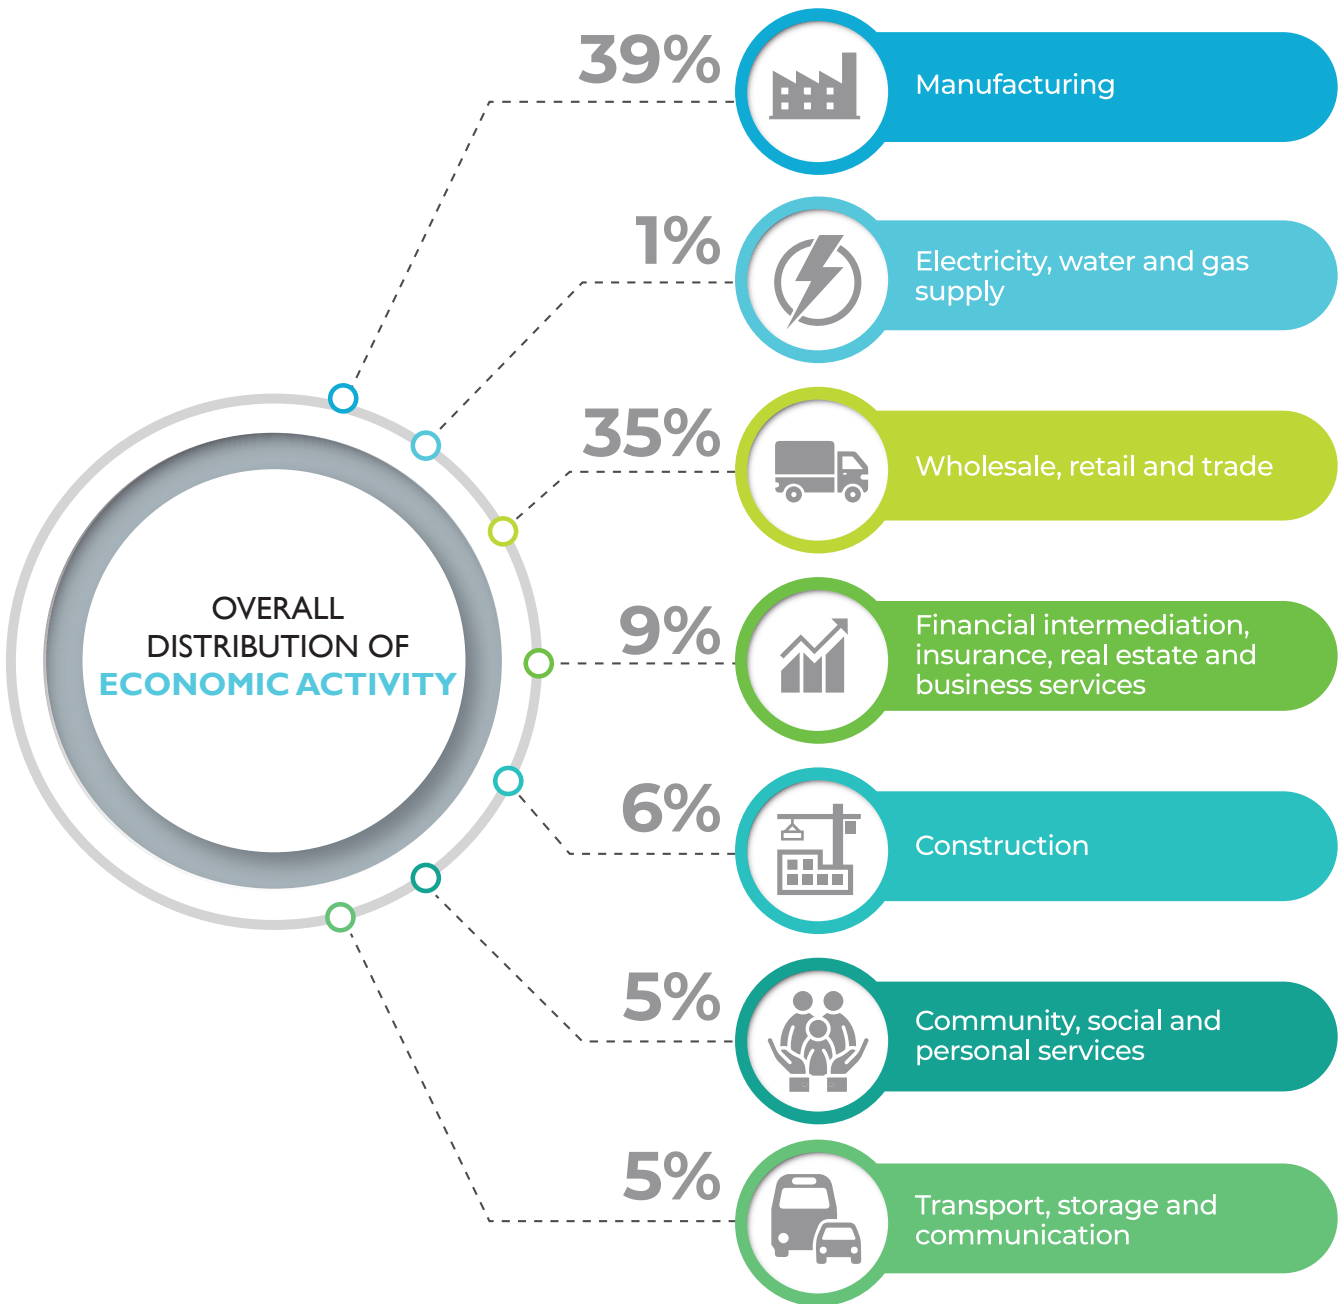 39%
Manufacturing
1%
Electricity, water and gas
supply
35%
Wholesale, retail and trade
OVERALL
DISTRIBUTION OF
ECONOMIC ACTIVITY
9%
Financial intermediation,
insurance, real estate and
business services
6%
Construction
5%
Community, social and
personal services
5%
Transport, storage and
communication